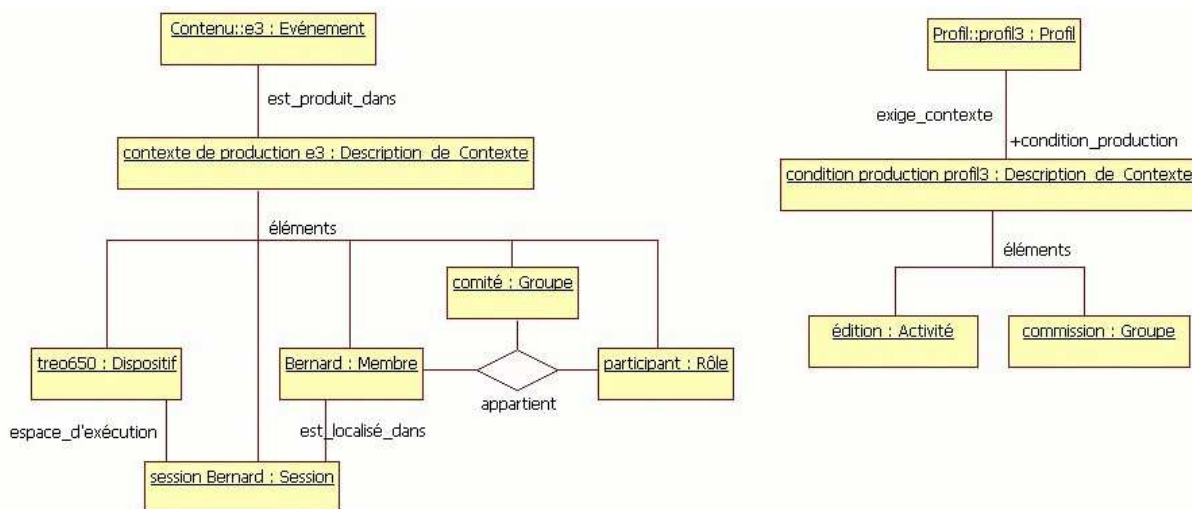 Contenu::e3 : Evénement
est_produit_dans
contexte de production e3 : Description_de_Contexte
éléments
comité : Groupe
treo650 : Dispositif
Bernard : Membre
participant : Rôle
appartient
espace_d'exécution
est_localisé_dans
session Bernard : Session
Profil::profil3 : Profil
exige_contexte
+condition_production
condition production profil3 : Description_de_Contexte
éléments
édition : Activité
commission : Groupe